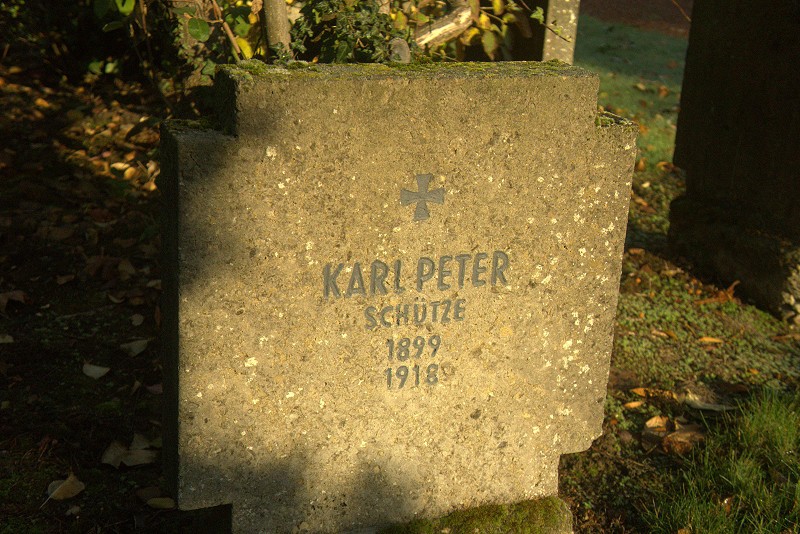 KARL PETER
SCHÜTZE
1899
1918